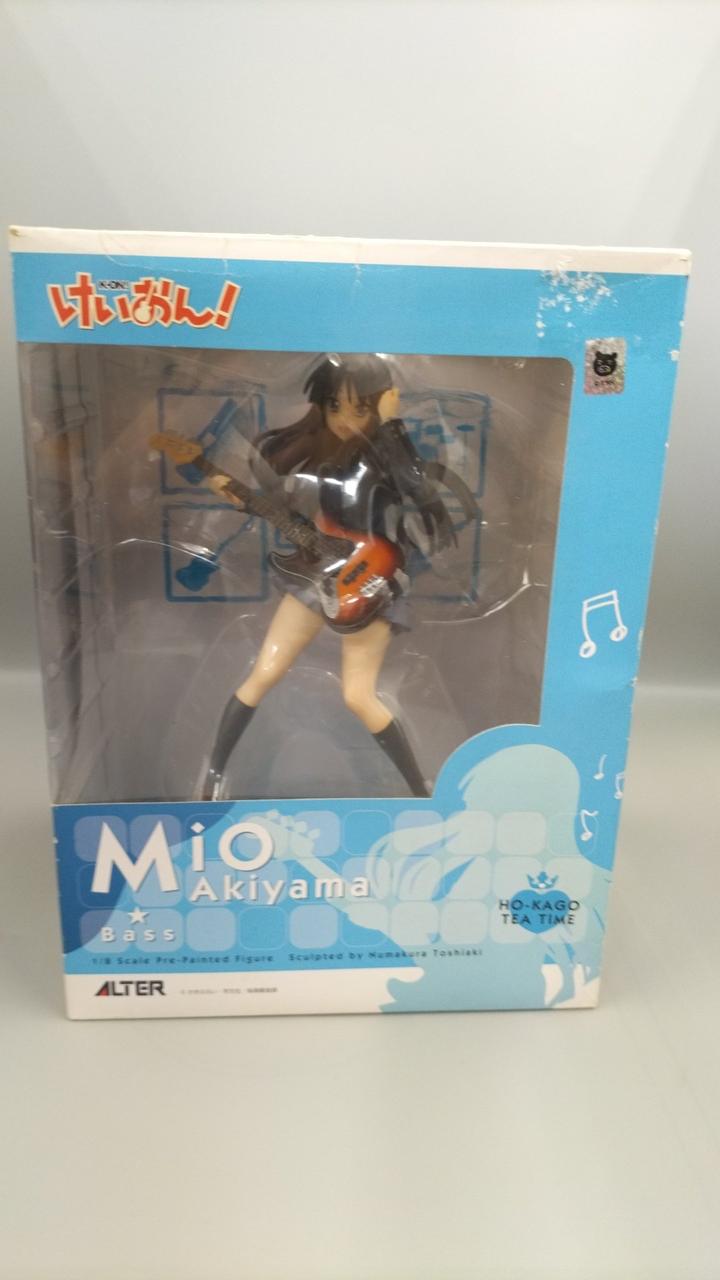 K-ON!
けいおん!
Mio
Akiyama
Bass
HO-KAGO
TEA TIME
1/8 Scale Pre-Painted Figure Sculpted by Numakura Toshiaki
ALTER